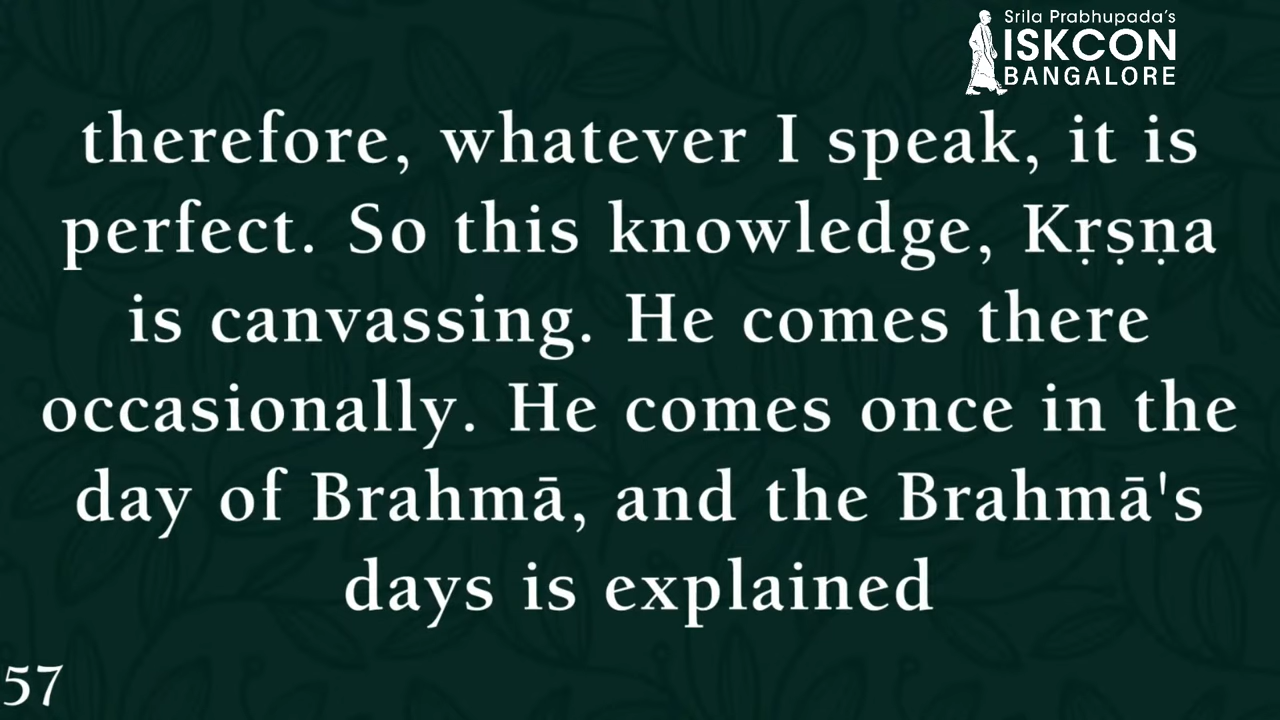 Srila Prabhupada's
ISKCON
BANGALORE
therefore, whatever I speak, it is
perfect. So this knowledge, Kṛṣṇa
is canvassing. He comes there
occasionally. He comes once in the
day of Brahmā, and the Brahmā's
days is explained
57